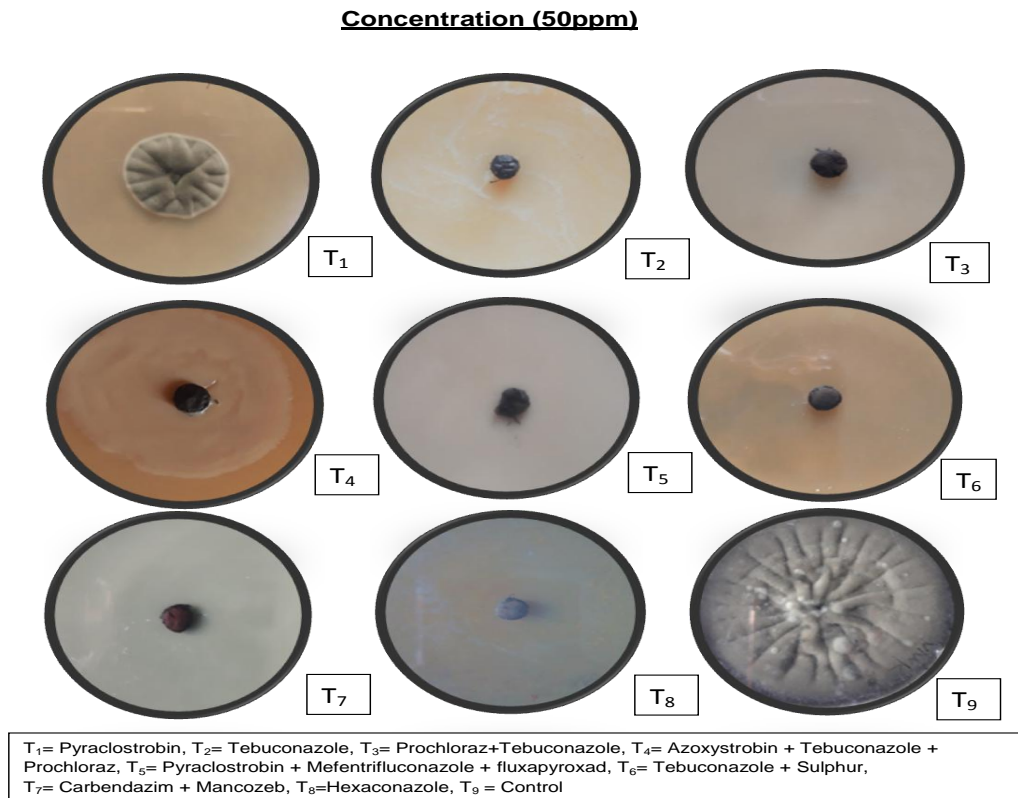 Concentration (50ppm)
T₁
T₂
T₃
T₄
T₅
T₆
T₇
T₈
T₉
T₁= Pyraclostrobin, T₂= Tebuconazole, T₃= Prochloraz+Tebuconazole, T₄= Azoxystrobin + Tebuconazole +
Prochloraz, T₅= Pyraclostrobin + Mefentrifluconazole + fluxapyroxad, T₆= Tebuconazole + Sulphur,
T₇= Carbendazim + Mancozeb, T₈=Hexaconazole, T₉ = Control